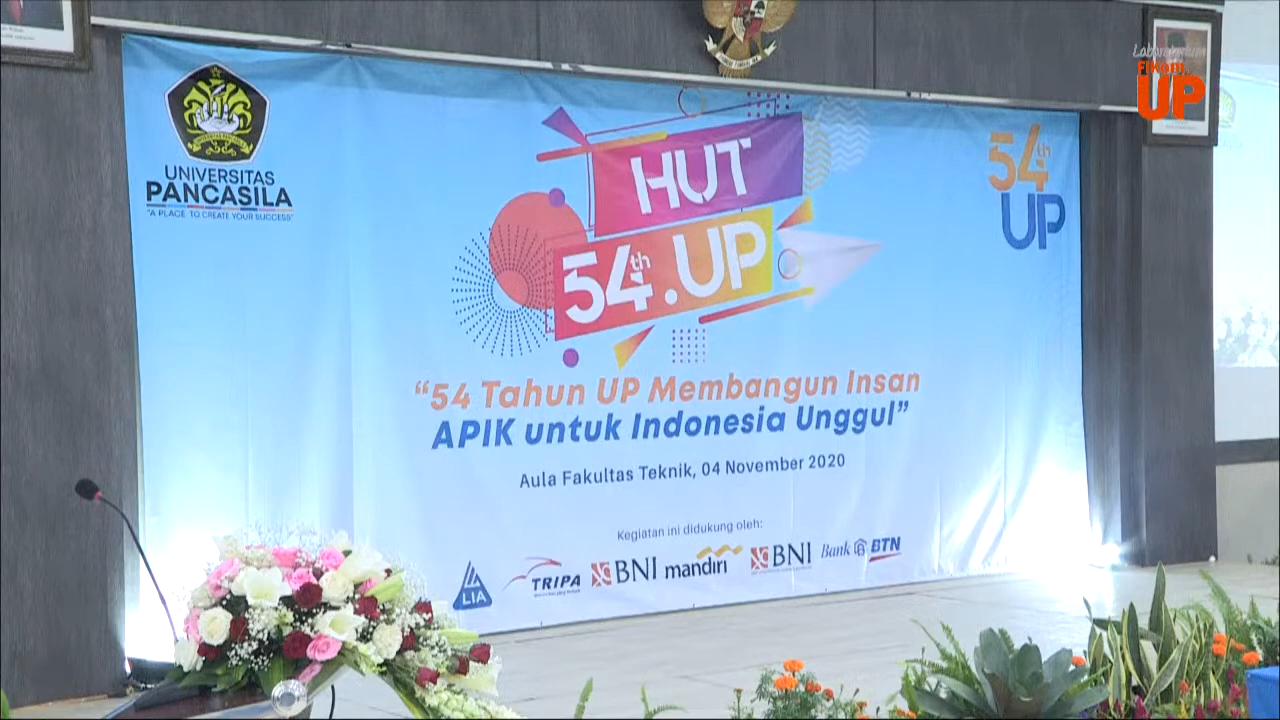 Laboratorium
FIKom
UP
UNIVERSITAS
PANCASILA
"A PLACE TO CREATE YOUR SUCCESS"
HUT
54th.UP
54th
UP
"54 Tahun UP Membangun Insan
APIK untuk Indonesia Unggul"
Aula Fakultas Teknik, 04 November 2020
Kegiatan ini didukung oleh:
LIA TRIPA BNI mandiri BNI Bank BTN